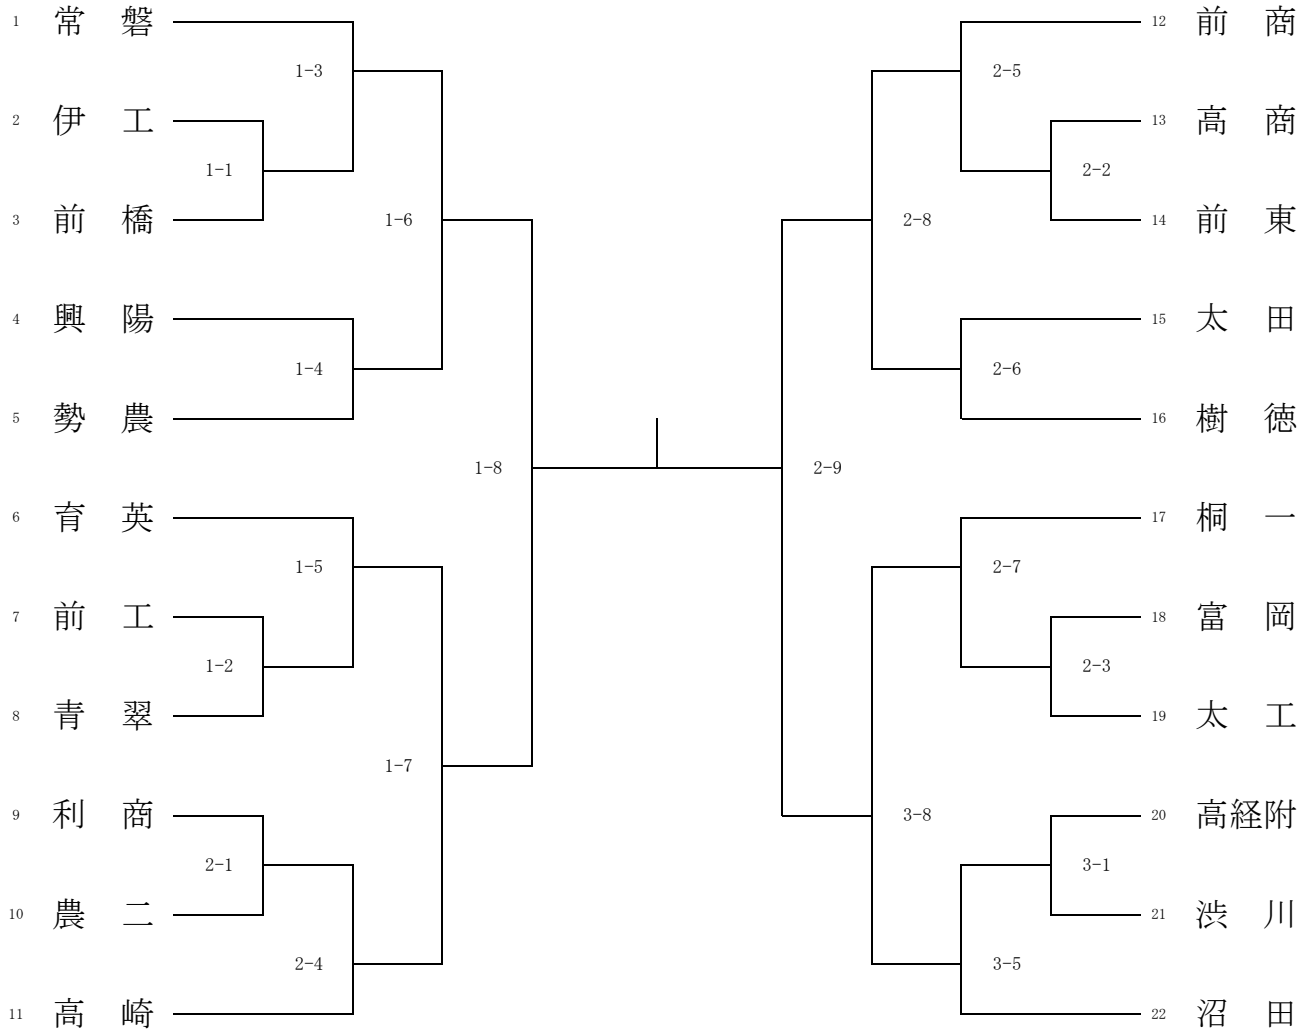 1 常 磐
2 伊 工
3 前 橋
4 興 陽
5 勢 農
6 育 英
7 前 工
8 青 翠
9 利 商
10 農 二
11 高 崎
1-3
1-1
1-6
1-4
1-8
1-5
1-2
1-7
2-1
2-4
2-5
2-2
2-8
2-6
2-9
2-7
2-3
3-8
3-1
3-5
12 前 商
13 高 商
14 前 東
15 太 田
16 樹 徳
17 桐 一
18 富 岡
19 太 工
20 高経附
21 渋 川
22 沼 田